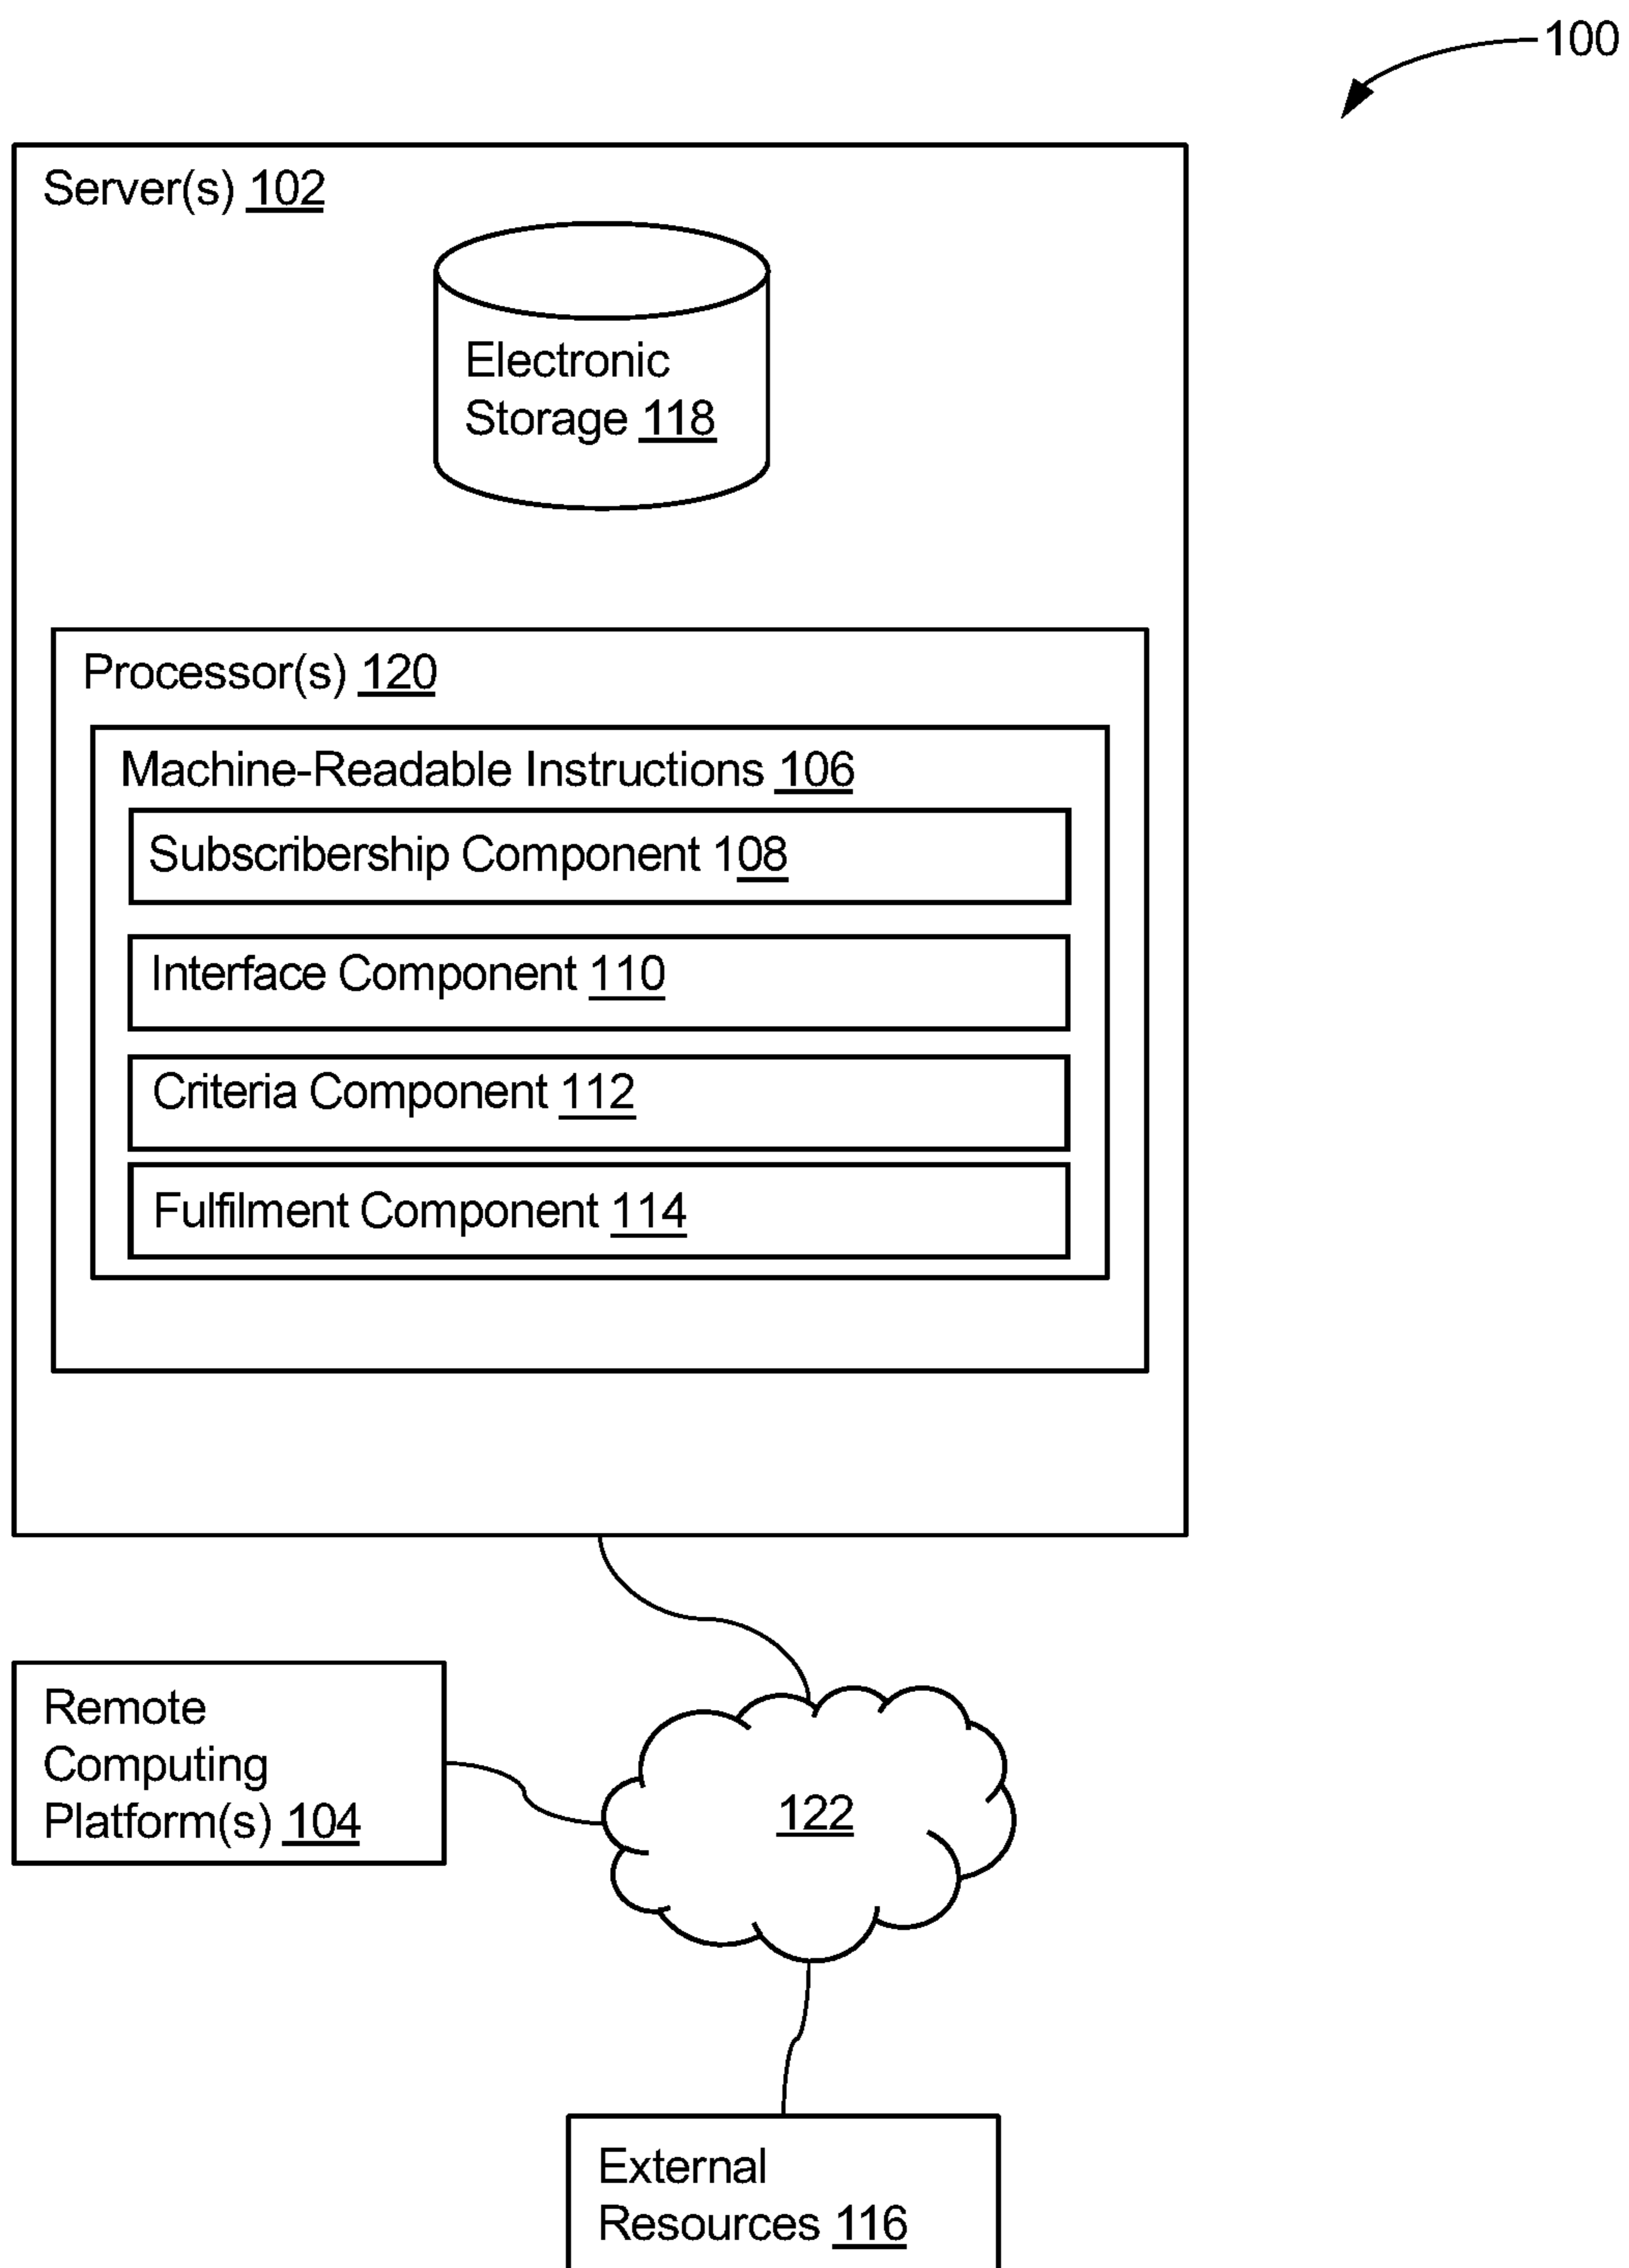 100
Server(s) 102
Electronic
Storage 118
Processor(s) 120
Machine-Readable Instructions 106
Subscribership Component 108
Interface Component 110
Criteria Component 112
Fulfilment Component 114
Remote
Computing
Platform(s) 104
122
External
Resources 116